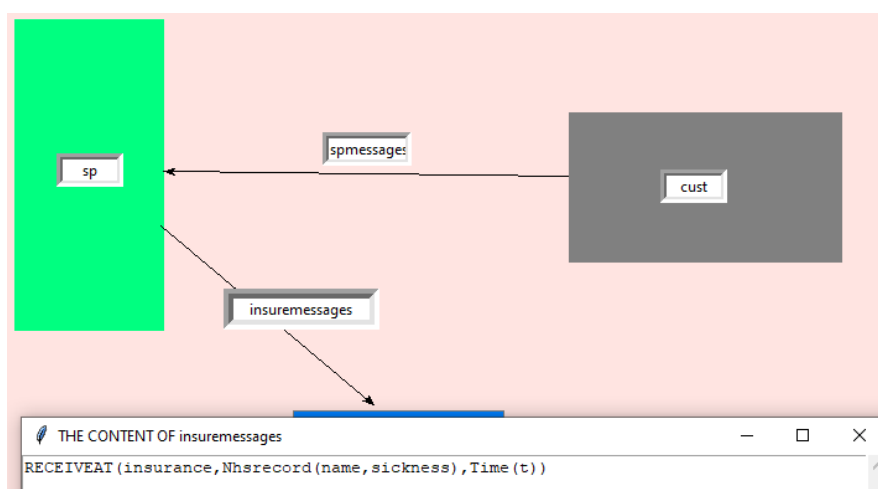 spmessages
sp
cust
insuremessages
THE CONTENT OF insuremessages
RECEIVEAT(insurance,Nhsrecord(name,sickness),Time(t))